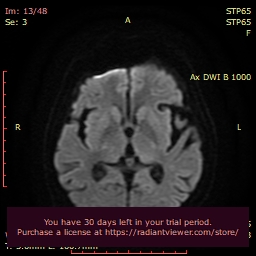 Im: 13/48
Se: 3
STP65
STP65
F
A
Ax DWI B 1000
R
L
You have 30 days left in your trial period.
Purchase a license at https://radiantviewer.com/store/